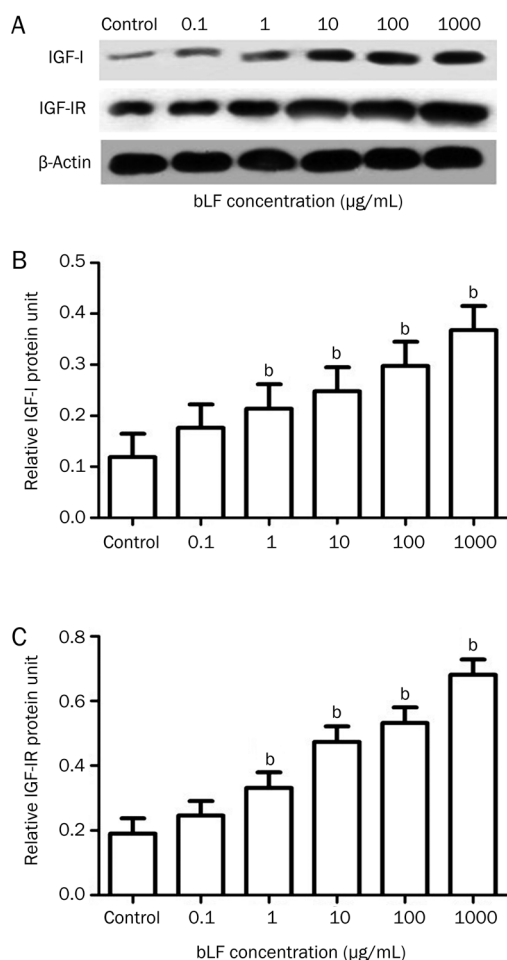 A
Control 0.1 1 10 100 1000
IGF-I
IGF-IR
β-Actin
bLF concentration (μg/mL)
B
Relative IGF-I protein unit
0.5
0.4
0.3
0.2
0.1
0.0
b b b b
Control 0.1 1 10 100 1000
C
Relative IGF-IR protein unit
0.8
0.6
0.4
0.2
0.0
b b b b
Control 0.1 1 10 100 1000
bLF concentration (μg/mL)